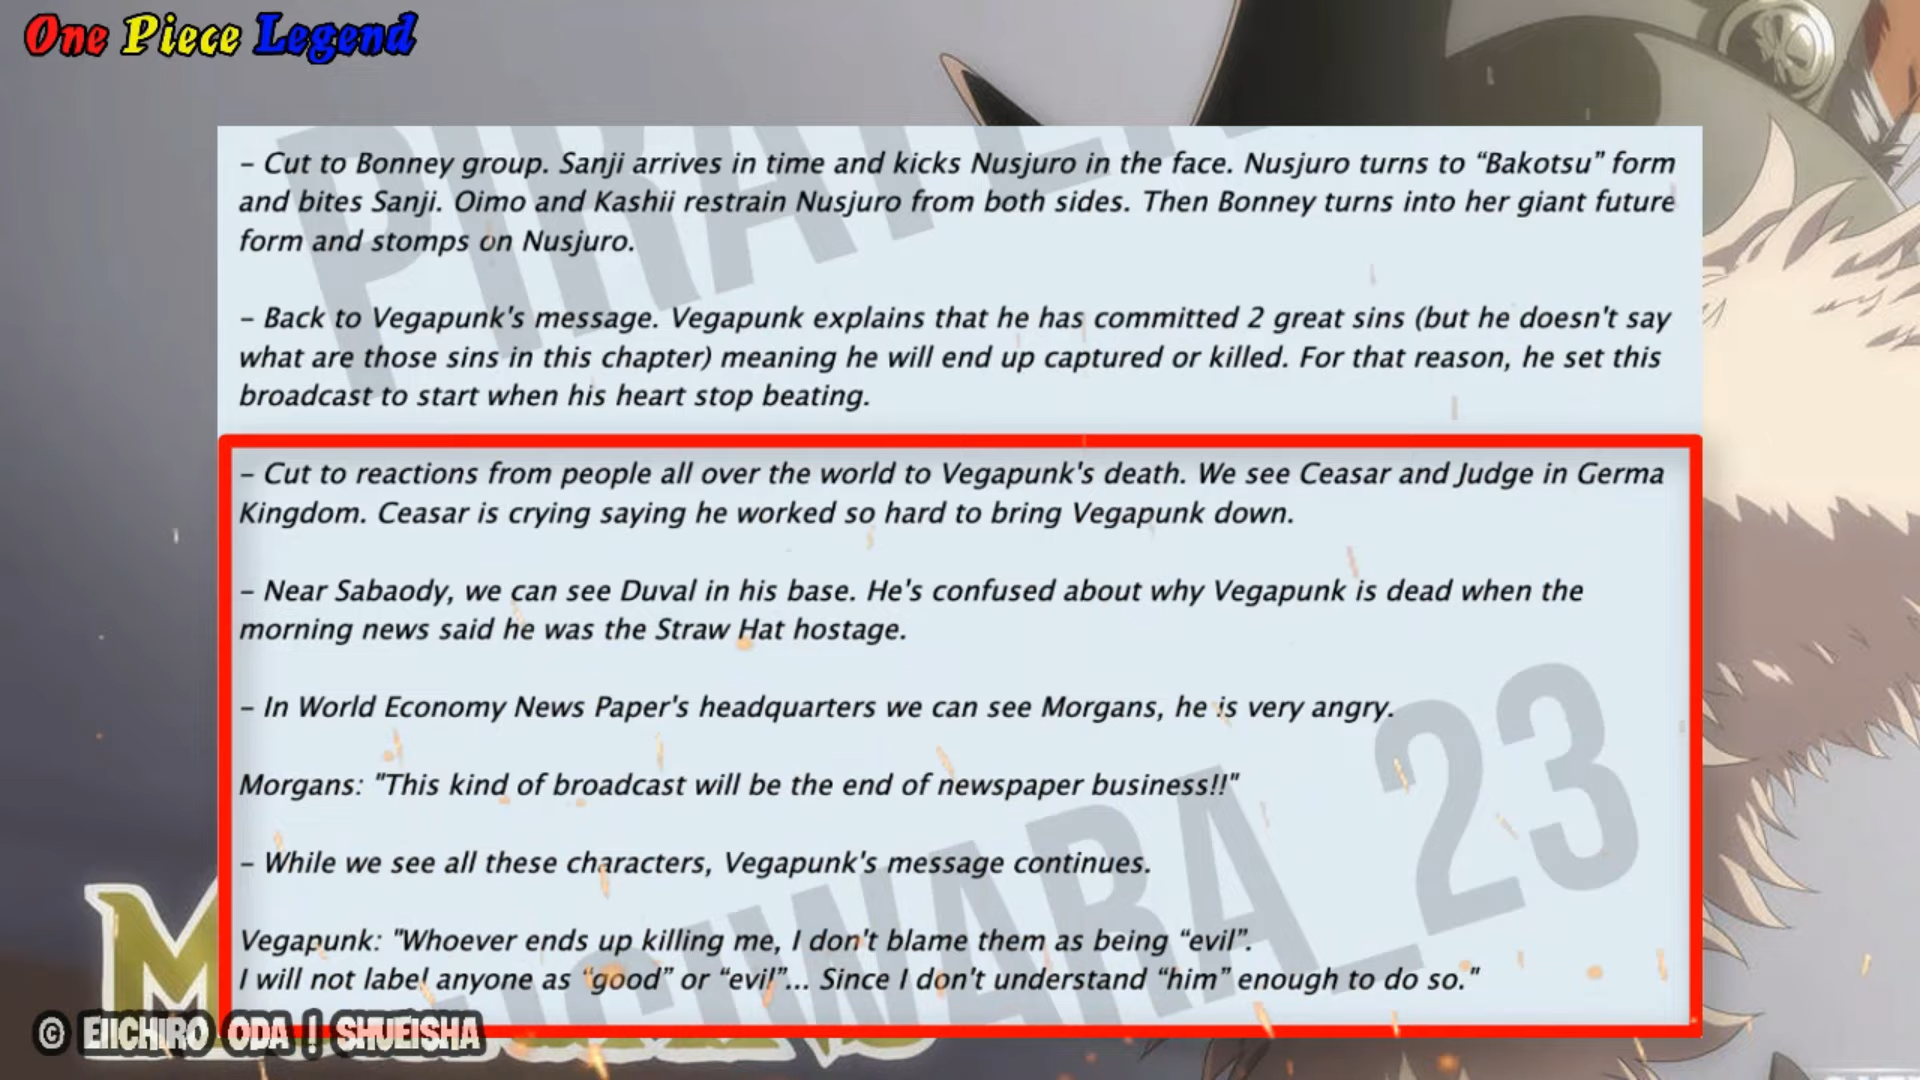 One Piece Legend
PIRATEK
– Cut to Bonney group. Sanji arrives in time and kicks Nusjuro in the face. Nusjuro turns to “Bakotsu” form
and bites Sanji. Oimo and Kashii restrain Nusjuro from both sides. Then Bonney turns into her giant future
form and stomps on Nusjuro.
– Back to Vegapunk's message. Vegapunk explains that he has committed 2 great sins (but he doesn't say
what are those sins in this chapter) meaning he will end up captured or killed. For that reason, he set this
broadcast to start when his heart stop beating.
– Cut to reactions from people all over the world to Vegapunk's death. We see Ceasar and Judge in Germa
Kingdom. Ceasar is crying saying he worked so hard to bring Vegapunk down.
– Near Sabaody, we can see Duval in his base. He's confused about why Vegapunk is dead when the
morning news said he was the Straw Hat hostage.
– In World Economy News Paper's headquarters we can see Morgans, he is very angry.
Morgans: "This kind of broadcast will be the end of newspaper business!!"
– While we see all these characters, Vegapunk's message continues.
Vegapunk: "Whoever ends up killing me, I don't blame them as being “evil”.
I will not label anyone as “good” or “evil”... Since I don't understand “him” enough to do so."
© EIICHIRO ODA | SHUEISHA